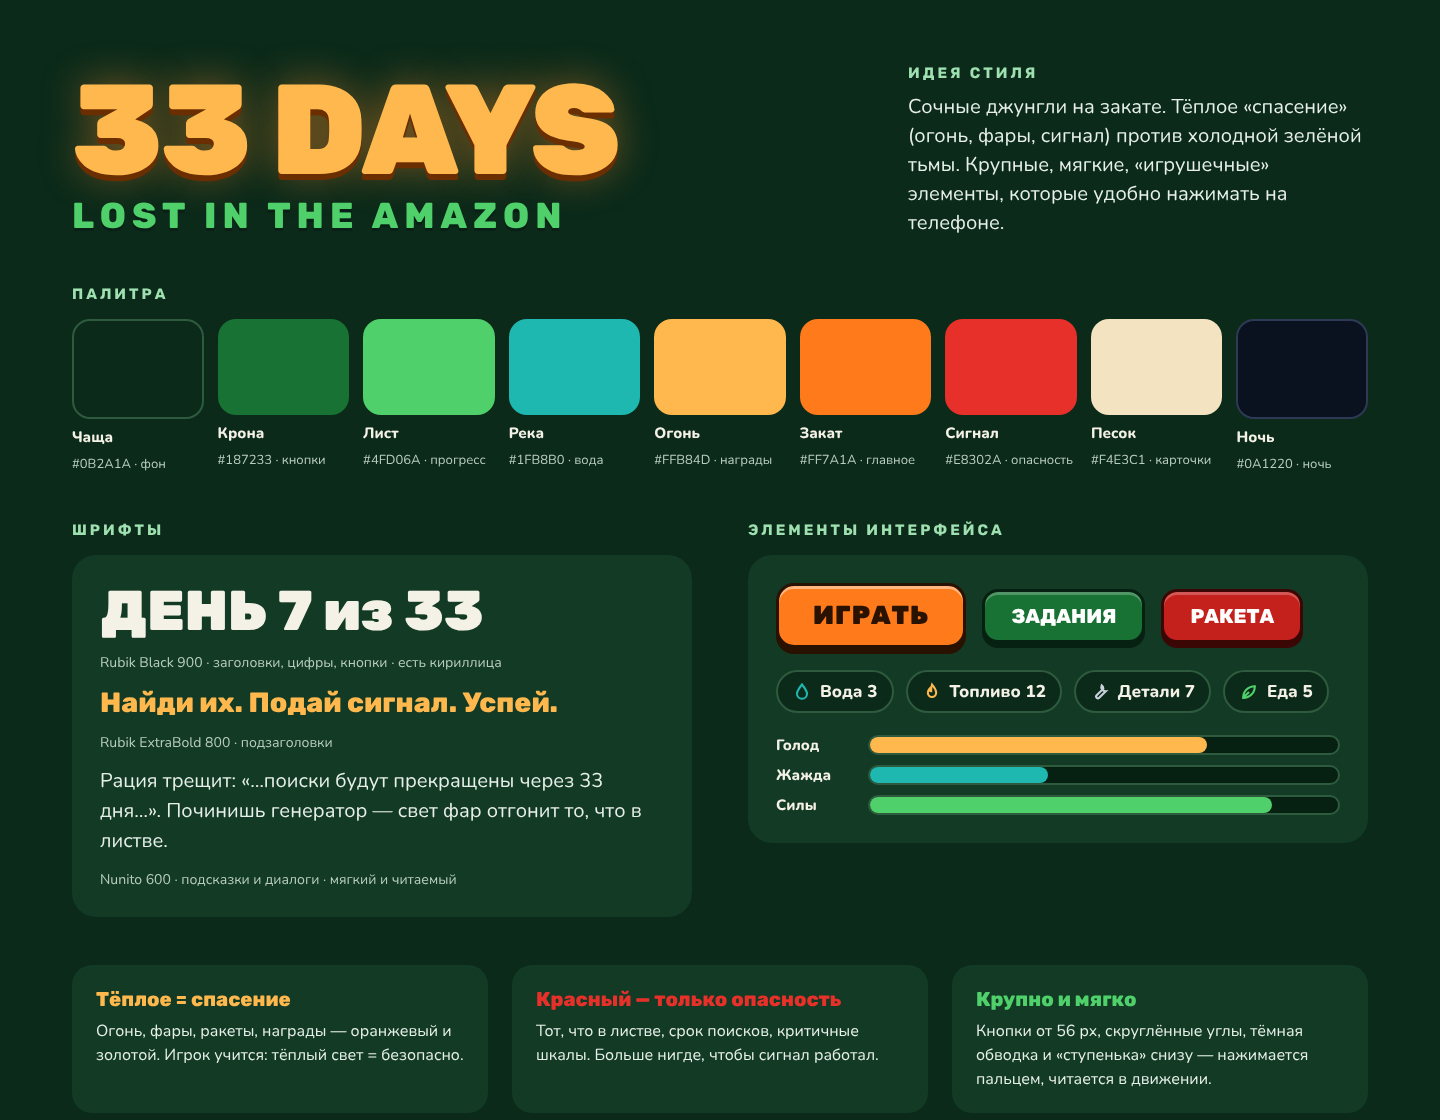 33 DAYS
LOST IN THE AMAZON
ИДЕЯ СТИЛЯ
Сочные джунгли на закате. Тёплое «спасение»
(огонь, фары, сигнал) против холодной зелёной
тьмы. Крупные, мягкие, «игрушечные»
элементы, которые удобно нажимать на
телефоне.
ПАЛИТРА
Чаща
#0B2A1A · фон
Крона
#187233 · кнопки
Лист
#4FD06A · прогресс
Река
#1FB8B0 · вода
Огонь
#FFB84D · награды
Закат
#FF7A1A · главное
Сигнал
#E8302A · опасность
Песок
#F4E3C1 · карточки
Ночь
#0A1220 · ночь
ШРИФТЫ
ДЕНЬ 7 из 33
Rubik Black 900 · заголовки, цифры, кнопки · есть кириллица
Найди их. Подай сигнал. Успей.
Rubik ExtraBold 800 · подзаголовки
Рация трещит: «…поиски будут прекращены через 33
дня…». Починишь генератор — свет фар отгонит то, что в
листве.
Nunito 600 · подсказки и диалоги · мягкий и читаемый
ЭЛЕМЕНТЫ ИНТЕРФЕЙСА
ИГРАТЬ
ЗАДАНИЯ
РАКЕТА
Вода 3
Топливо 12
Детали 7
Еда 5
Голод
Жажда
Силы
Тёплое = спасение
Огонь, фары, ракеты, награды — оранжевый и
золотой. Игрок учится: тёплый свет = безопасно.
Красный — только опасность
Тот, что в листве, срок поисков, критичные
шкалы. Больше нигде, чтобы сигнал работал.
Крупно и мягко
Кнопки от 56 px, скруглённые углы, тёмная
обводка и «ступенька» снизу — нажимается
пальцем, читается в движении.